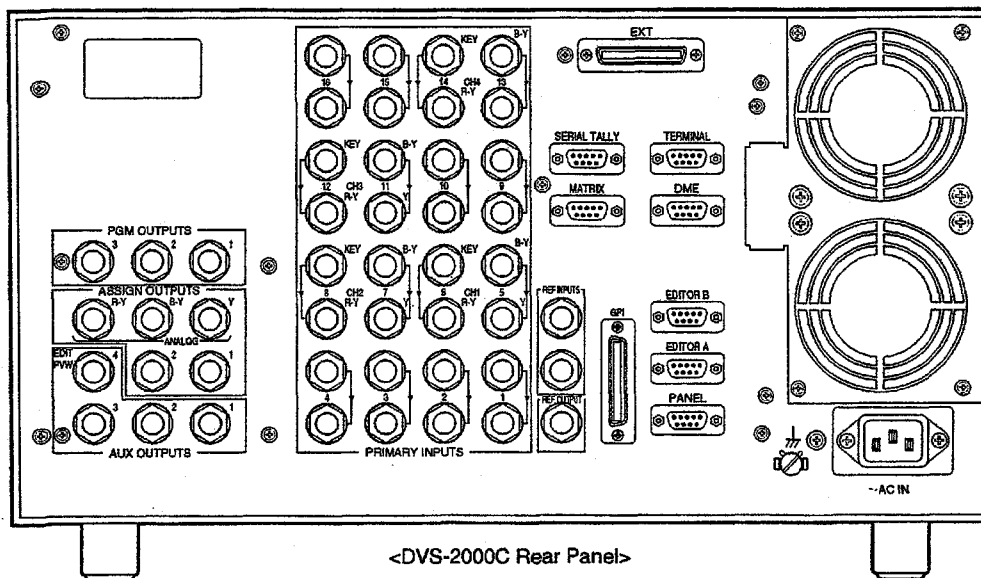 EXT
KEY B-Y
16 15 14 CH4 13
R-Y
SERIAL TALLY TERMINAL
KEY B-Y
12 CH3 11 10 9
R-Y Y
MATRIX DME
PGM OUTPUTS
3 2 1
KEY B-Y KEY B-Y
8 CH2 7 6 CH1 5
R-Y Y R-Y Y
ASSIGN OUTPUTS
R-Y B-Y Y
ANALOG
REF INPUTS
GPI
EDITOR B
EDIT PVW 4 2 1
EDITOR A
4 3 2 1
REF OUTPUT
PANEL
3 2 1
AUX OUTPUTS
PRIMARY INPUTS
~AC IN
<DVS-2000C Rear Panel>